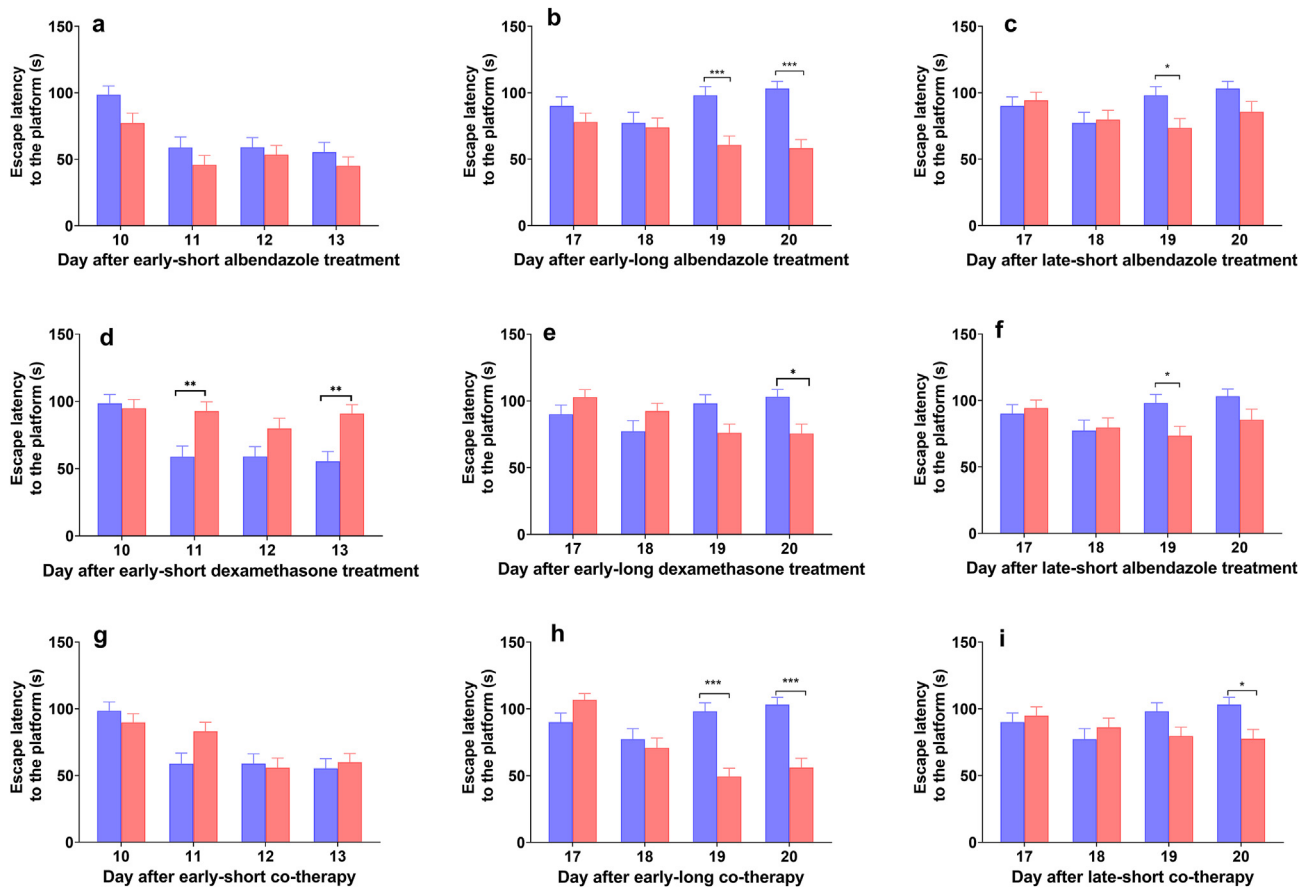 a
Escape latency
to the platform (s)
150
100
50
0
10 11 12 13
Day after early-short albendazole treatment
b
Escape latency
to the platform (s)
150
100
50
0
*** ***
17 18 19 20
Day after early-long albendazole treatment
c
Escape latency
to the platform (s)
150
100
50
0
*
17 18 19 20
Day after late-short albendazole treatment
d
Escape latency
to the platform (s)
150
100
50
0
** **
10 11 12 13
Day after early-short dexamethasone treatment
e
Escape latency
to the platform (s)
150
100
50
0
*
17 18 19 20
Day after early-long dexamethasone treatment
f
Escape latency
to the platform (s)
150
100
50
0
*
17 18 19 20
Day after late-short albendazole treatment
g
Escape latency
to the platform (s)
150
100
50
0
10 11 12 13
Day after early-short co-therapy
h
Escape latency
to the platform (s)
150
100
50
0
*** ***
17 18 19 20
Day after early-long co-therapy
i
Escape latency
to the platform (s)
150
100
50
0
*
17 18 19 20
Day after late-short co-therapy